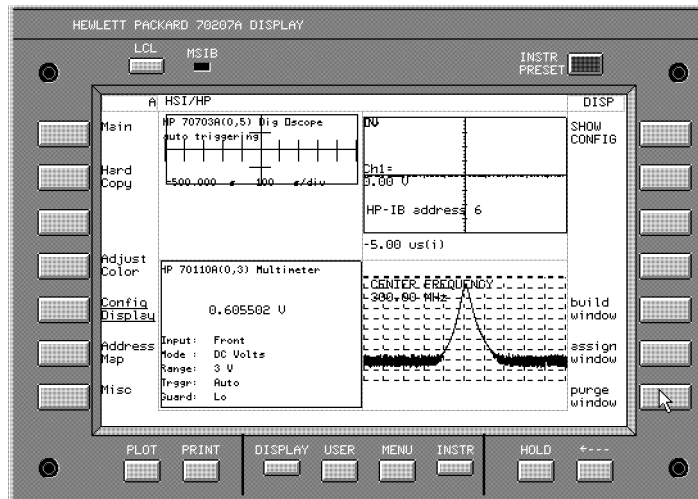 HEWLETT PACKARD 70207A DISPLAY
LCL
MSIB
INSTR
PRESET
A HSI/HP
DISP
Main
Hard
Copy
Adjust
Color
Config
Display
Address
Map
Misc
HP 70703A(0,5) Dig Oscope
auto triggering
-500.000 s 100 s/div
Ch1=
0.00 V
HP-IB address 6
-5.00 us(i)
HP 70110A(0,3) Multimeter
0.605502 V
Input: Front
Mode : DC Volts
Range: 3 V
Trggr: Auto
Guard: Lo
CENTER FREQUENCY
300.00 MHz
SHOW
CONFIG
build
window
assign
window
purge
window
PLOT
PRINT
DISPLAY
USER
MENU
INSTR
HOLD
←---